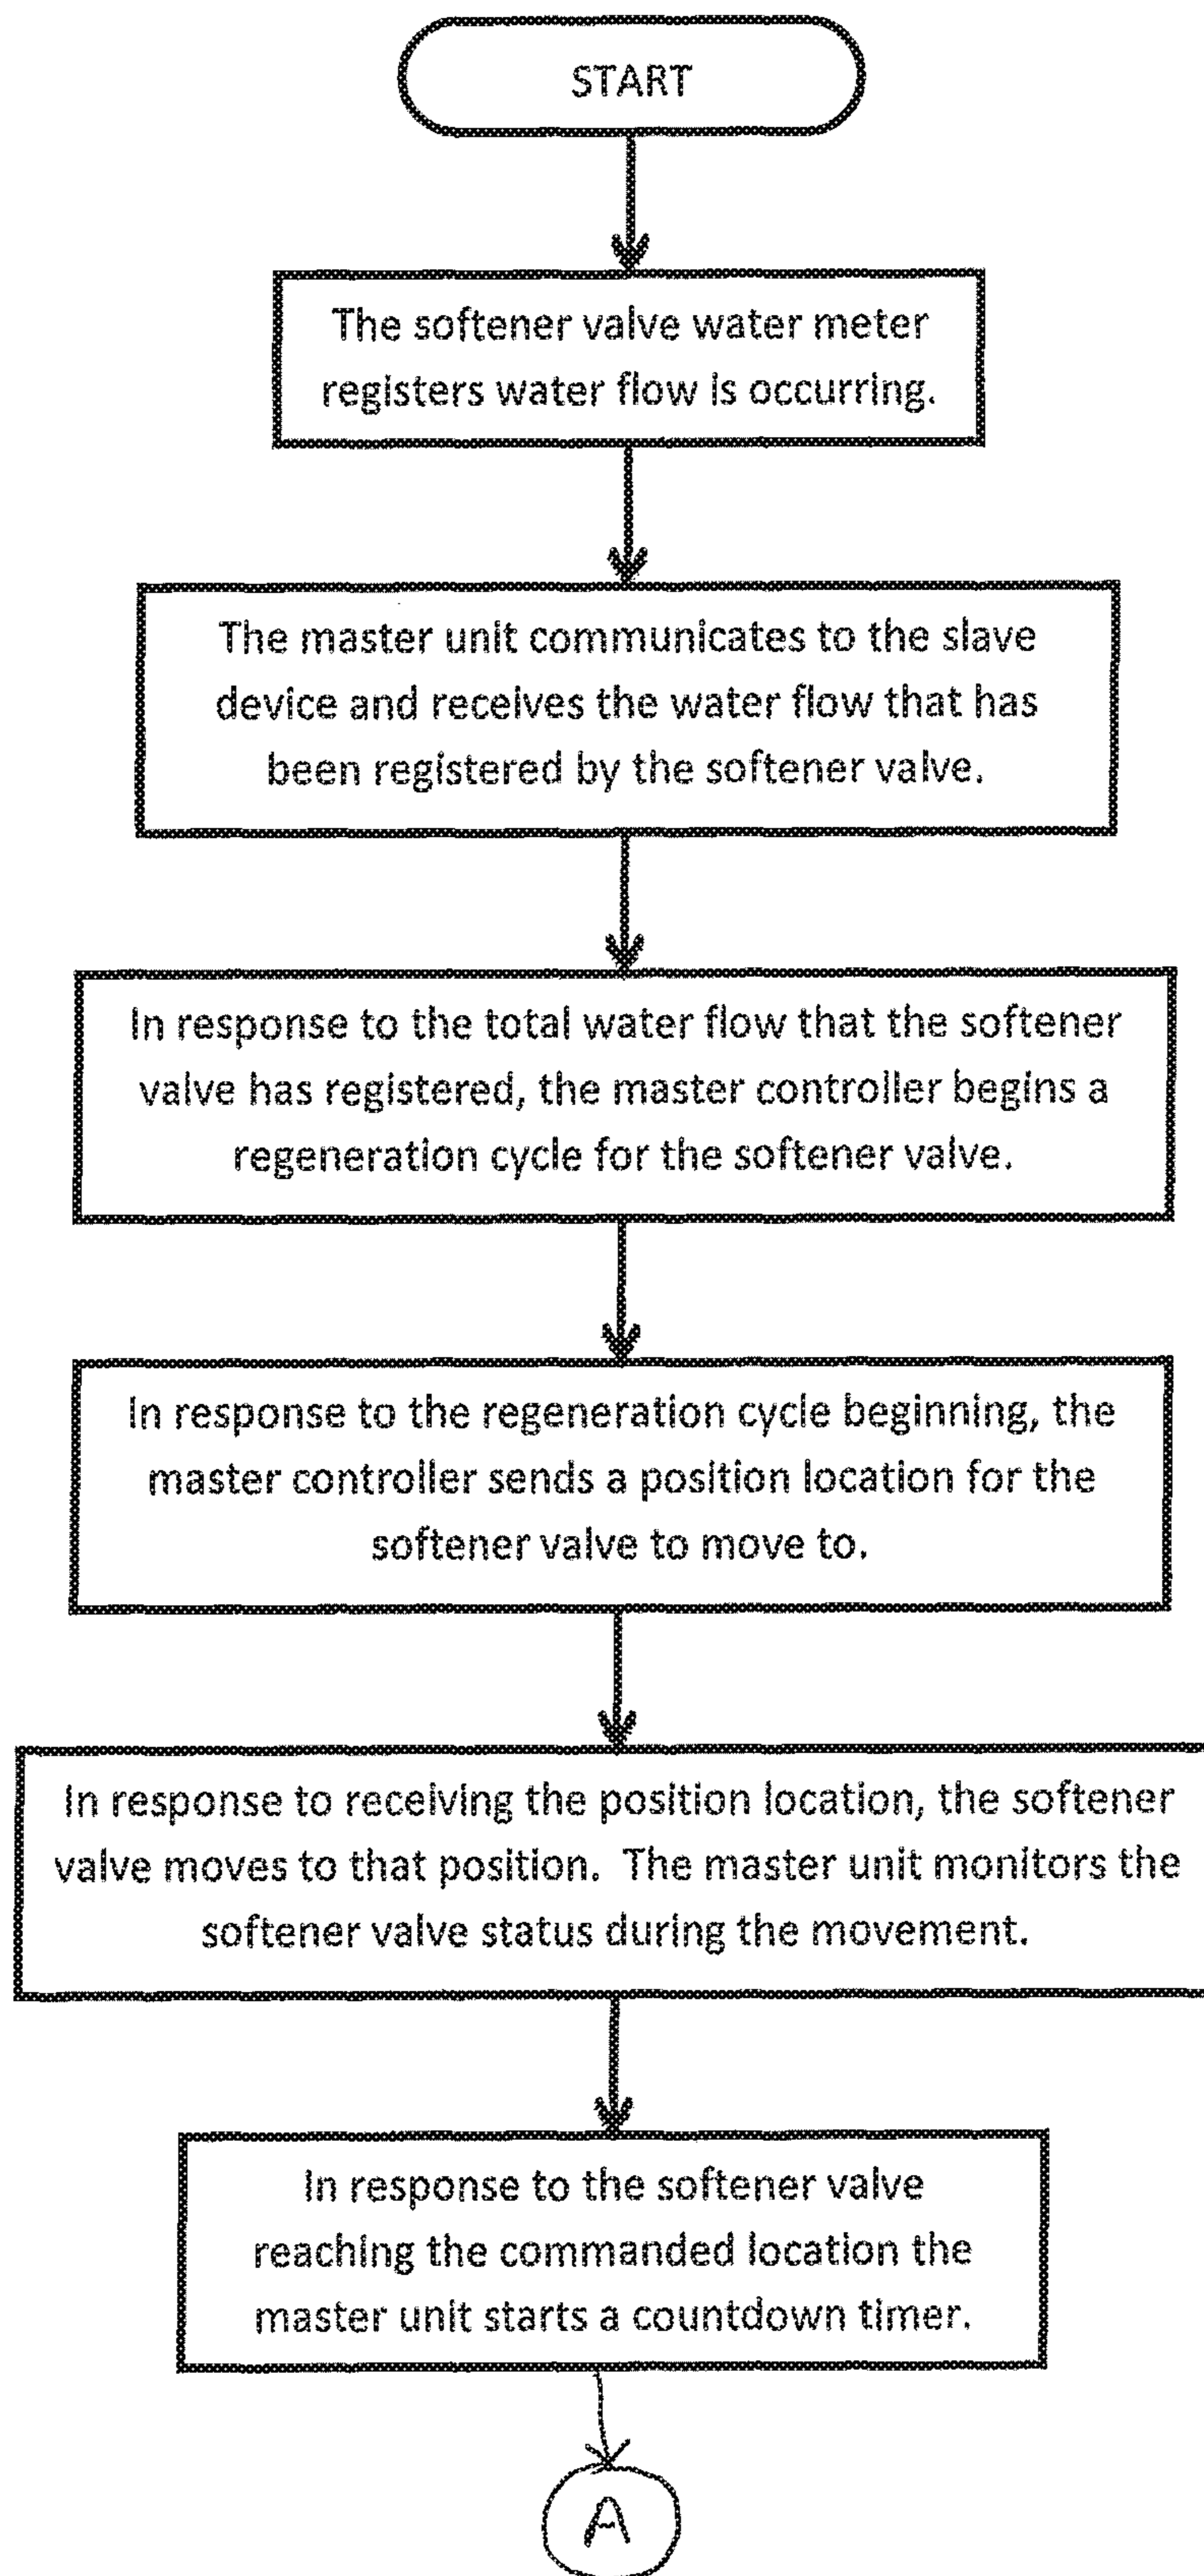 START
The softener valve water meter
registers water flow is occurring.
The master unit communicates to the slave
device and receives the water flow that has
been registered by the softener valve.
In response to the total water flow that the softener
valve has registered, the master controller begins a
regeneration cycle for the softener valve.
In response to the regeneration cycle beginning, the
master controller sends a position location for the
softener valve to move to.
In response to receiving the position location, the softener
valve moves to that position. The master unit monitors the
softener valve status during the movement.
In response to the softener valve
reaching the commanded location the
master unit starts a countdown timer.
A